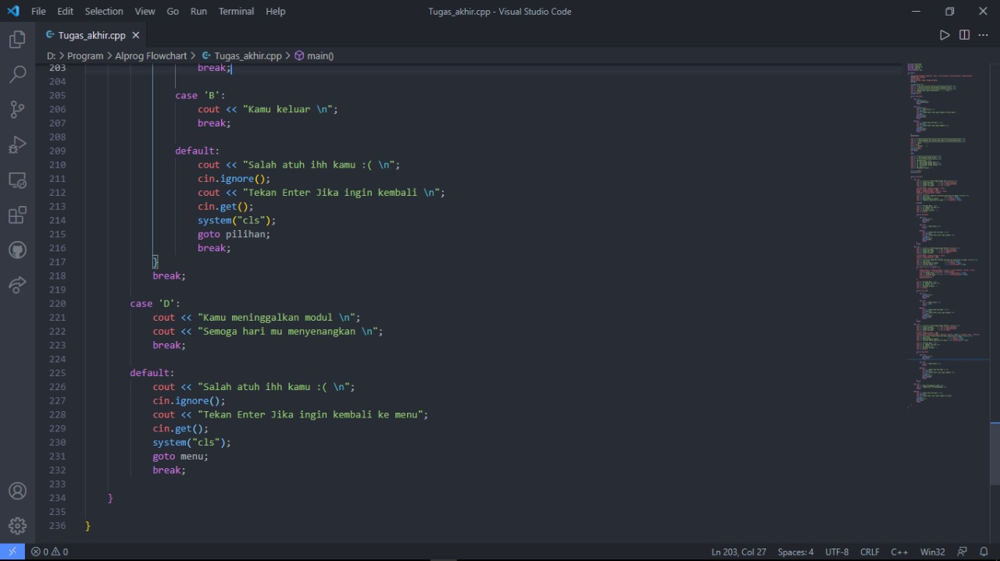 File Edit Selection View Go Run Terminal Help Tugas_akhir.cpp - Visual Studio Code
Tugas_akhir.cpp
D: > Program > Alprog Flowchart > Tugas_akhir.cpp > main()
203 break;
204
205 case 'B':
206 cout << "Kamu keluar \n";
207 break;
208
209 default:
210 cout << "Salah atuh ihh kamu :( \n";
211 cin.ignore();
212 cout << "Tekan Enter Jika ingin kembali \n";
213 cin.get();
214 system("cls");
215 goto pilihan;
216 break;
217 }
218 break;
219
220 case 'D':
221 cout << "Kamu meninggalkan modul \n";
222 cout << "Semoga hari mu menyenangkan \n";
223 break;
224
225 default:
226 cout << "Salah atuh ihh kamu :( \n";
227 cin.ignore();
228 cout << "Tekan Enter Jika ingin kembali ke menu";
229 cin.get();
230 system("cls");
231 goto menu;
232 break;
233
234 }
235
236 }
0 0 Ln 203, Col 27 Spaces: 4 UTF-8 CRLF C++ Win32